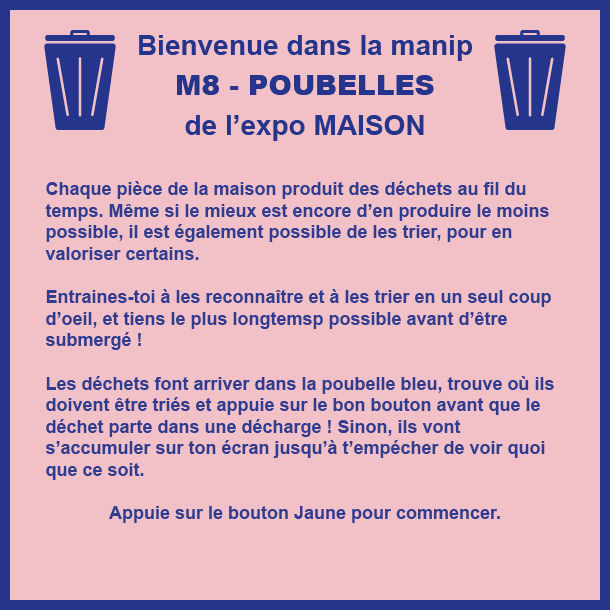 Bienvenue dans la manip
M8 - POUBELLES
de l’expo MAISON
Chaque pièce de la maison produit des déchets au fil du
temps. Même si le mieux est encore d’en produire le moins
possible, il est également possible de les trier, pour en
valoriser certains.
Entraines-toi à les reconnaître et à les trier en un seul coup
d’oeil, et tiens le plus longtemsp possible avant d’être
submergé !
Les déchets font arriver dans la poubelle bleu, trouve où ils
doivent être triés et appuie sur le bon bouton avant que le
déchet parte dans une décharge ! Sinon, ils vont
s’accumuler sur ton écran jusqu’à t’empécher de voir quoi
que ce soit.
Appuie sur le bouton Jaune pour commencer.